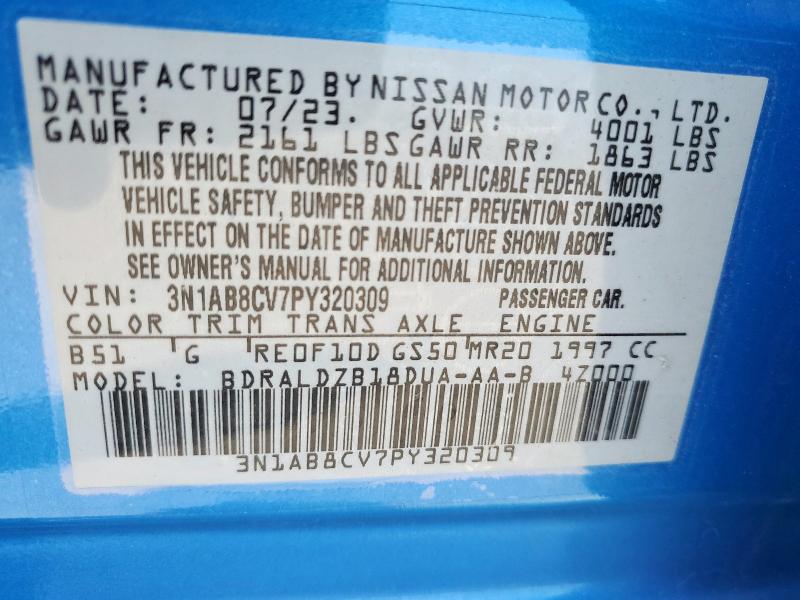 MANUFACTURED BY NISSAN MOTOR CO., LTD.
DATE: 07/23. GVWR: 4001 LBS
GAWR FR: 2161 LBS GAWR RR: 1863 LBS
THIS VEHICLE CONFORMS TO ALL APPLICABLE FEDERAL MOTOR
VEHICLE SAFETY, BUMPER AND THEFT PREVENTION STANDARDS
IN EFFECT ON THE DATE OF MANUFACTURE SHOWN ABOVE.
SEE OWNER'S MANUAL FOR ADDITIONAL INFORMATION.
VIN: 3N1AB8CV7PY320309 PASSENGER CAR.
COLOR TRIM TRANS AXLE ENGINE
B51 G RE0F10D GS50 MR20 1997 CC
MODEL: BDRALDZB18DUA-AA-B 4Z000
3N1AB8CV7PY320309